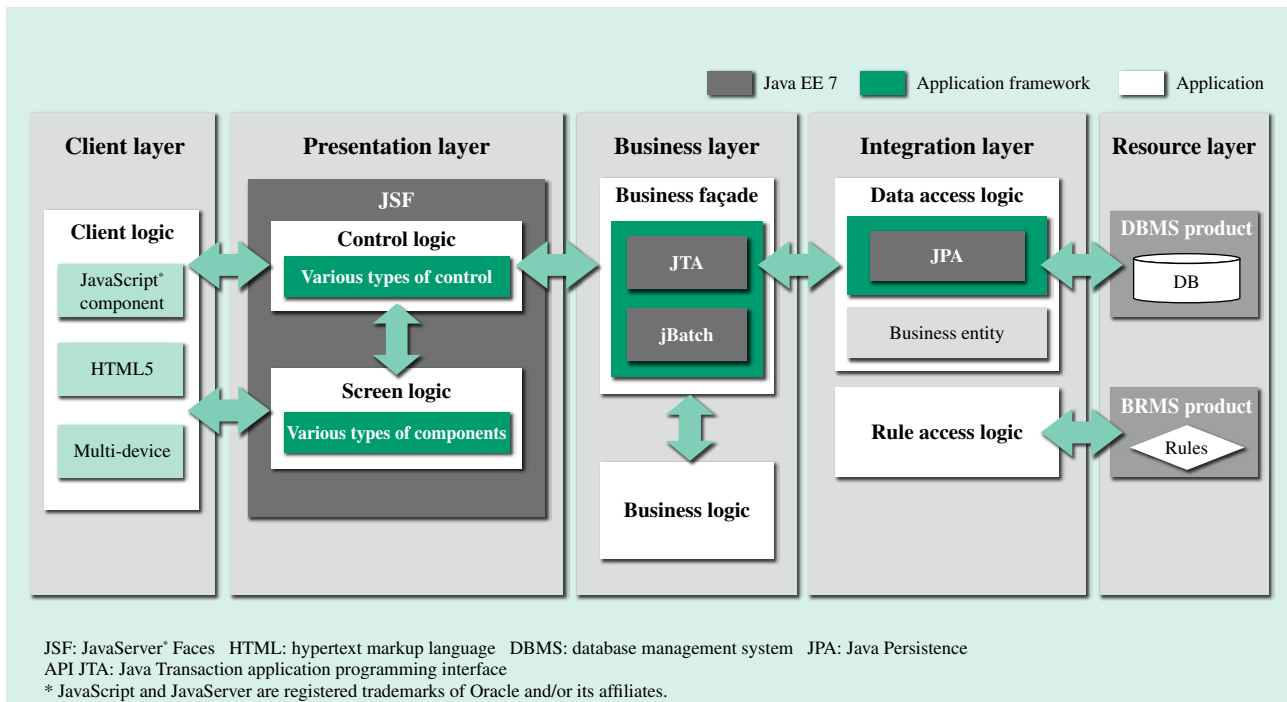 Java EE 7
Application framework
Application
Client layer
Presentation layer
Business layer
Integration layer
Resource layer
Client logic
JavaScript*
component
HTML5
Multi-device
JSF
Control logic
Various types of control
Screen logic
Various types of components
Business façade
JTA
jBatch
Business logic
Data access logic
JPA
Business entity
Rule access logic
DBMS product
DB
BRMS product
Rules
JSF: JavaServer* Faces HTML: hypertext markup language DBMS: database management system JPA: Java Persistence
API JTA: Java Transaction application programming interface
* JavaScript and JavaServer are registered trademarks of Oracle and/or its affiliates.